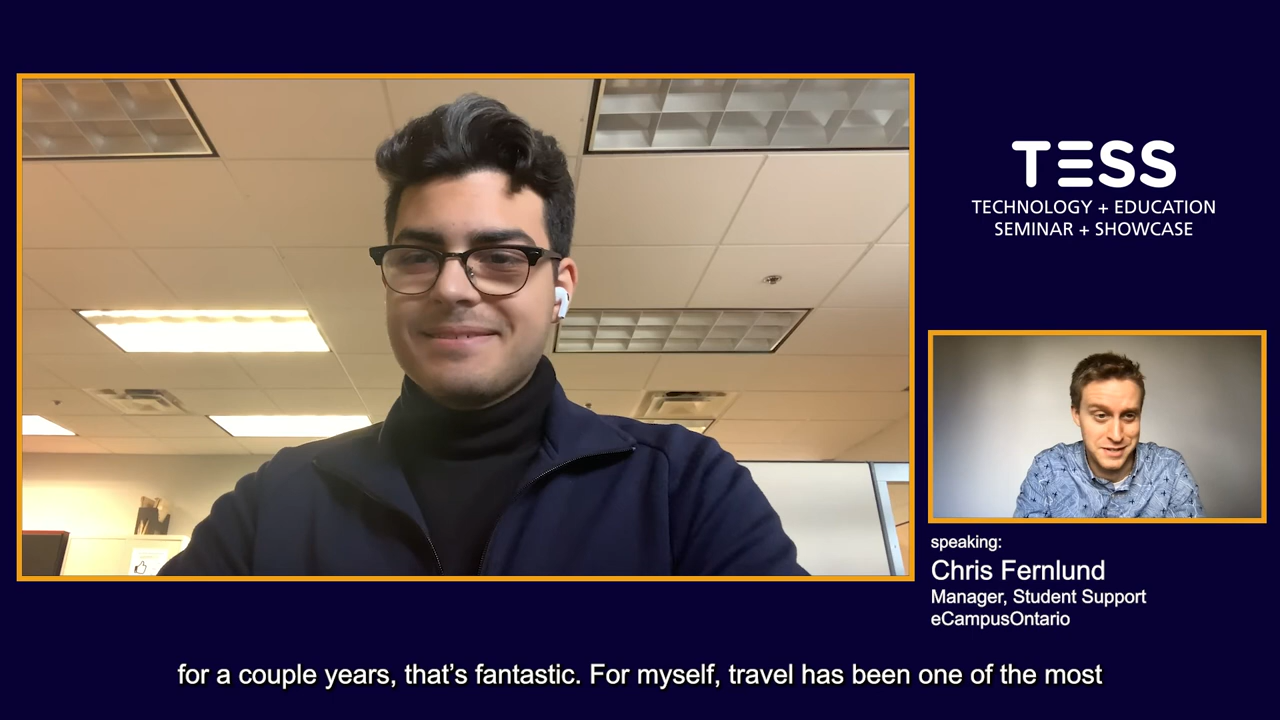 TESS
TECHNOLOGY + EDUCATION
SEMINAR + SHOWCASE
speaking:
Chris Fernlund
Manager, Student Support
eCampusOntario
for a couple years, that’s fantastic. For myself, travel has been one of the most